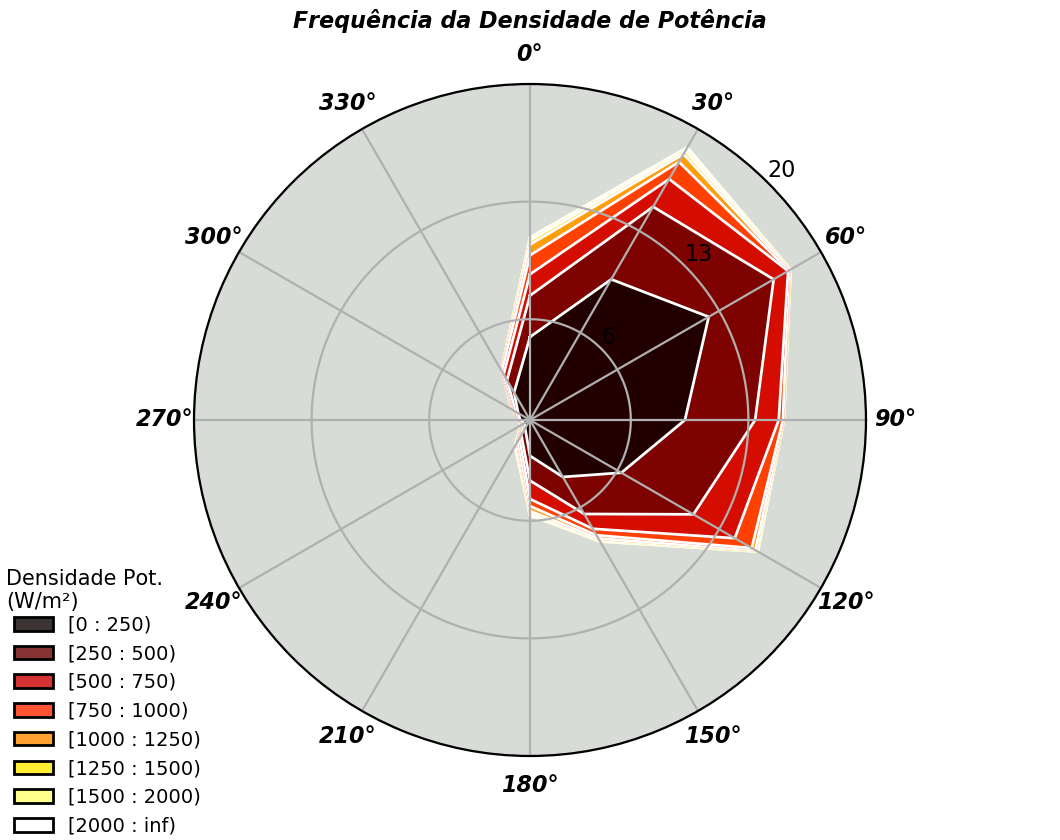 Frequência da Densidade de Potência
0°
330°
30°
20
300°
60°
13
6
270°
90°
240°
120°
210°
150°
180°
Densidade Pot.
(W/m²)
[0 : 250)
[250 : 500)
[500 : 750)
[750 : 1000)
[1000 : 1250)
[1250 : 1500)
[1500 : 2000)
[2000 : inf)